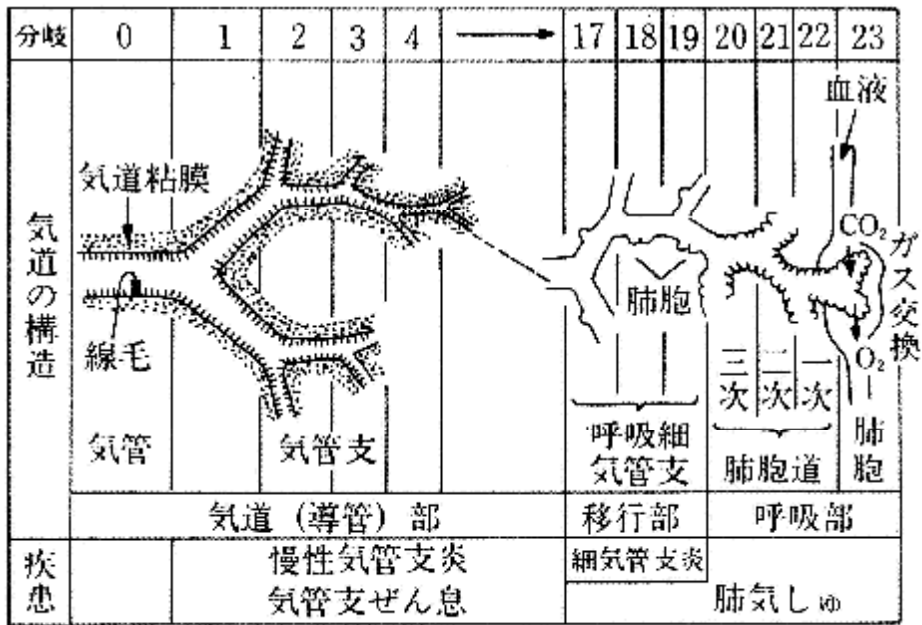 分岐 0 1 2 3 4 17 18 19 20 21 22 23
血液
気道粘膜
CO₂
ガス交換
気道の構造
肺胞
線毛
O₂
三次 二次 一次
気管 気管支 呼吸細気管支 肺胞道 肺胞
気道(導管)部 移行部 呼吸部
疾患
慢性気管支炎
気管支ぜん息
細気管支炎
肺気しゅ